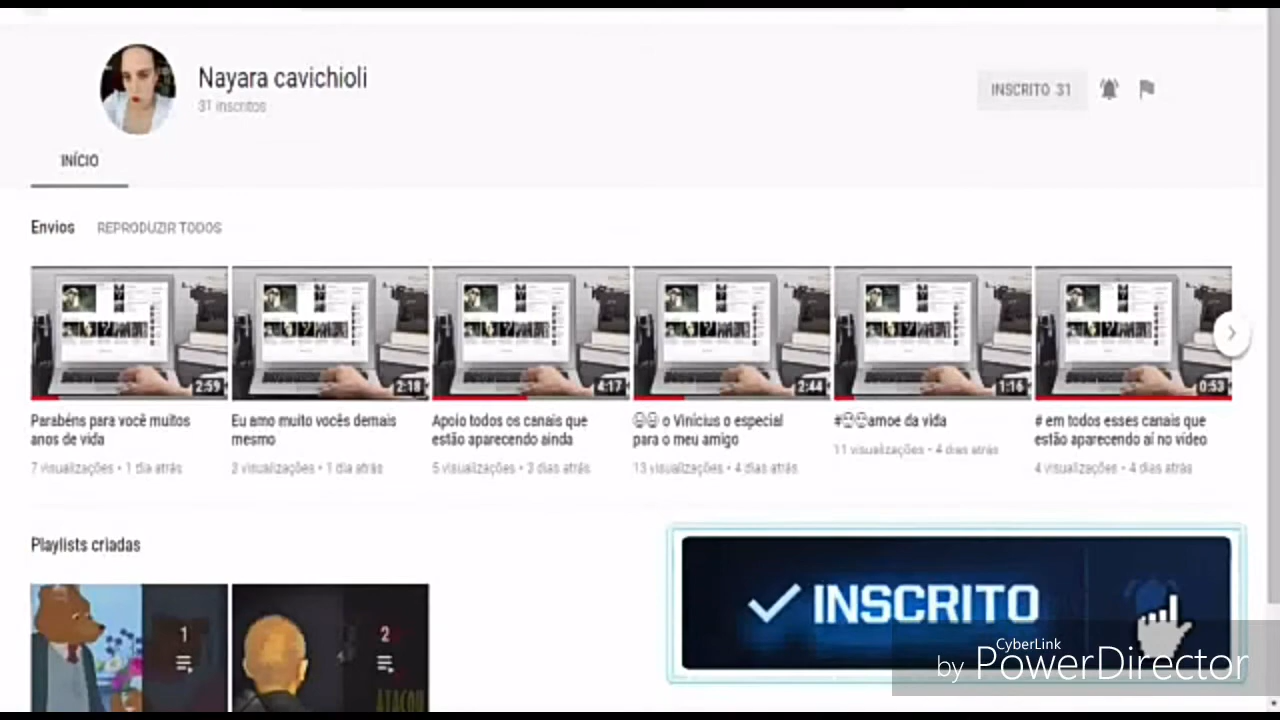 Nayara cavichioli
31 inscritos
INSCRITO 31
INÍCIO
Envios REPRODUZIR TODOS
2:59
2:18
4:17
2:44
1:16
0:53
Parabéns para você muitos
anos de vida
7 visualizações • 1 dia atrás
Eu amo muito vocês demais
mesmo
2 visualizações • 1 dia atrás
Apoio todos os canais que
estão aparecendo ainda
5 visualizações • 3 dias atrás
o Vinícius o especial
para o meu amigo
13 visualizações • 4 dias atrás
#amoe da vida
11 visualizações • 4 dias atrás
# em todos esses canais que
estão aparecendo aí no vídeo
4 visualizações • 4 dias atrás
Playlists criadas
1
2
ATACOU
INSCRITO
CyberLink
by PowerDirector